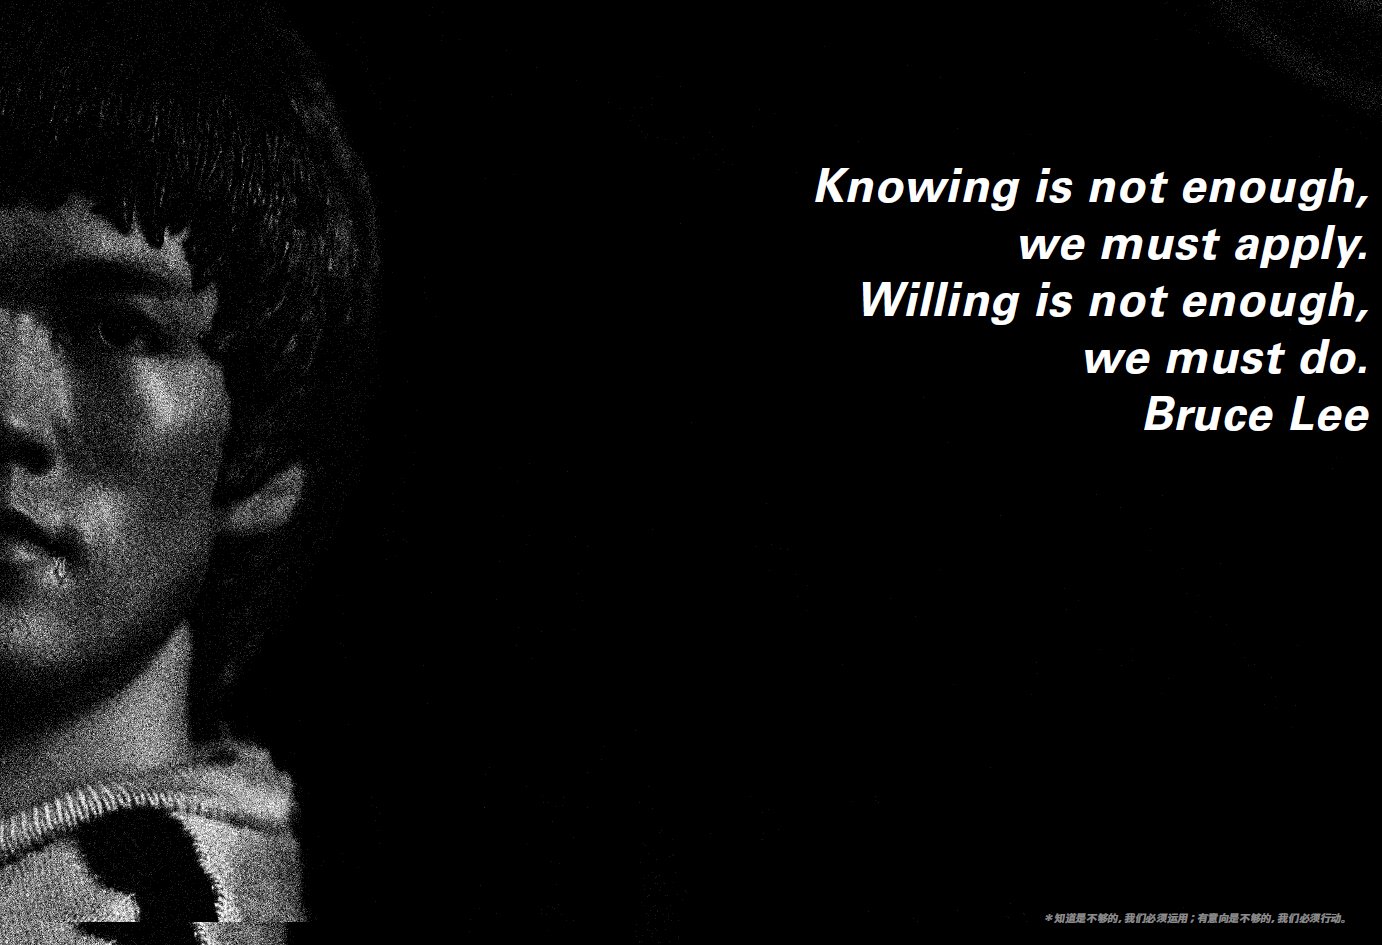 Knowing is not enough,
we must apply.
Willing is not enough,
we must do.
Bruce Lee
*知道是不够的, 我们必须运用；有意向是不够的, 我们必须行动。